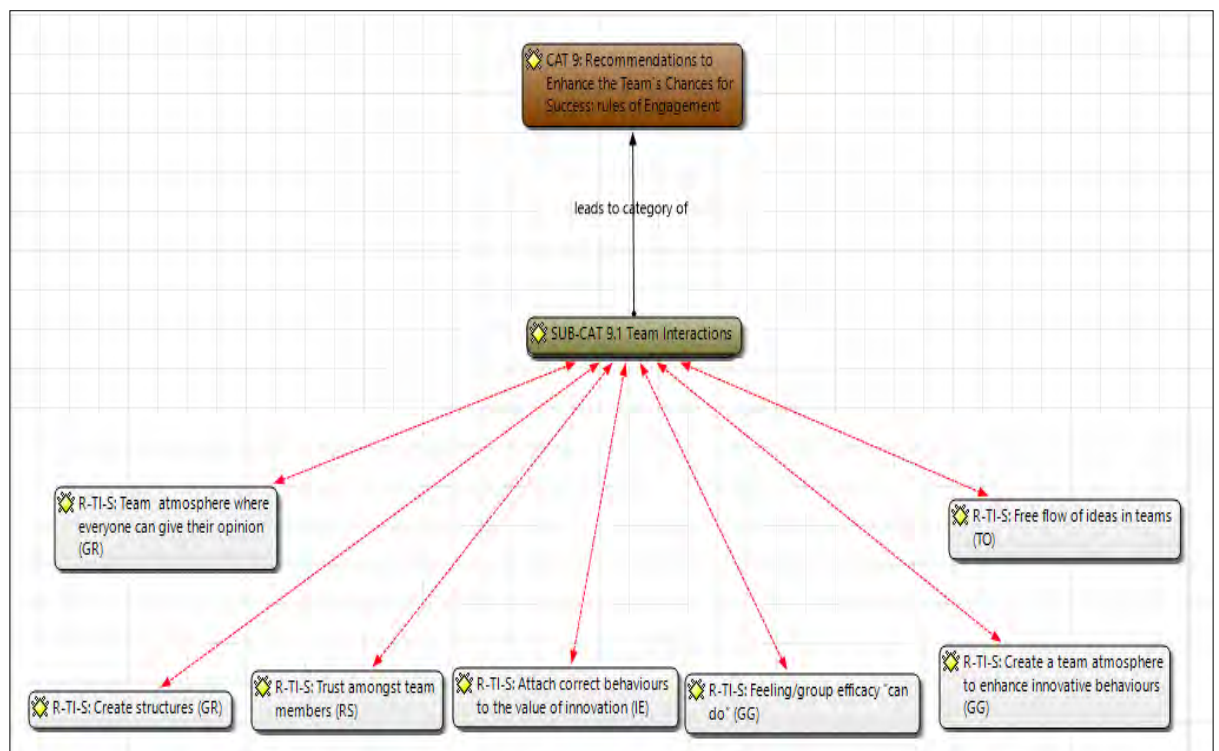 CAT 9: Recommendations to
Enhance the Team`s Chances for
Success: rules of Engagement
leads to category of
SUB-CAT 9.1 Team Interactions
R-TI-S: Team atmosphere where
everyone can give their opinion
(GR)
R-TI-S: Free flow of ideas in teams
(TO)
R-TI-S: Create structures (GR)
R-TI-S: Trust amongst team
members (RS)
R-TI-S: Attach correct behaviours
to the value of innovation (IE)
R-TI-S: Feeling/group efficacy "can
do" (GG)
R-TI-S: Create a team atmosphere
to enhance innovative behaviours
(GG)